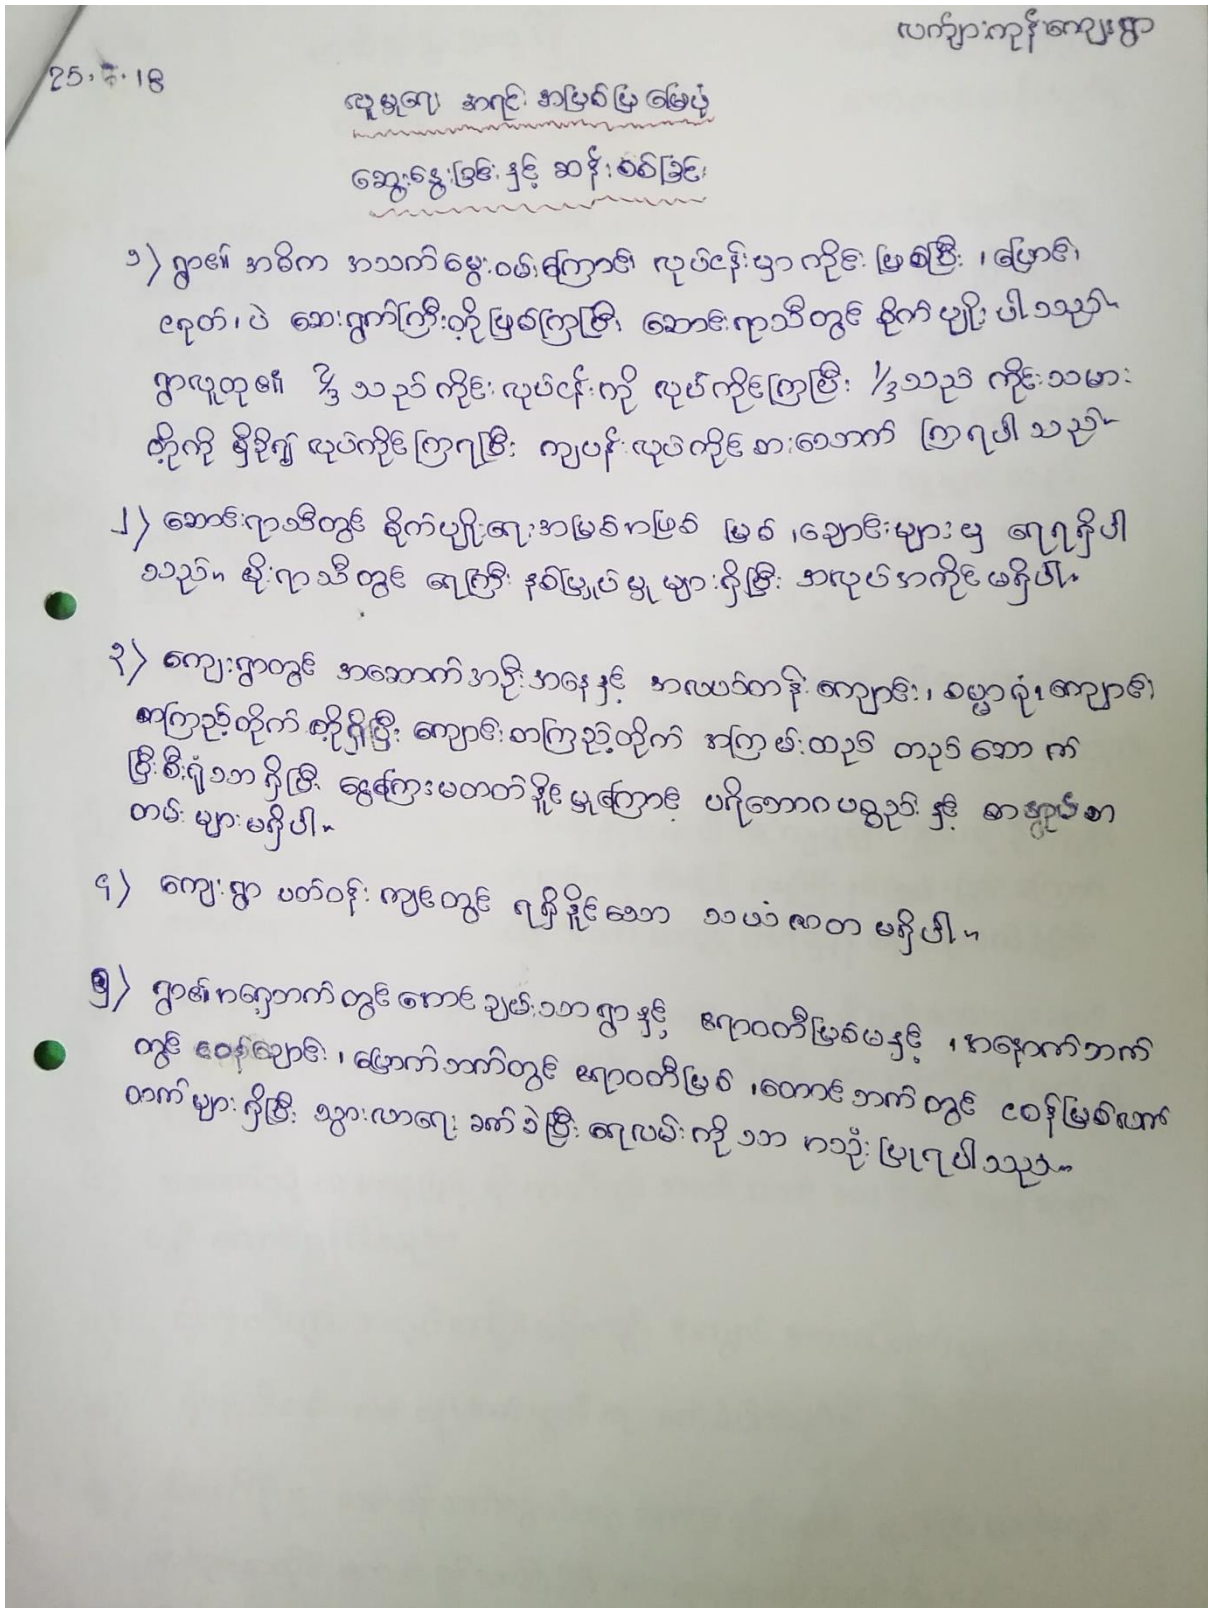 လက်ျားကုန်းကျေးရွာ
25. .18
လူမှုရေး အရင်းအမြစ်ပြမြေပုံ
ဆွေးနွေးခြင်းနှင့် ဆန်းစစ်ခြင်း
၁) ရွာ၏ အဓိက အသက်မွေးဝမ်းကြောင်း လုပ်ငန်းမှာ ကိုင်း ဖြစ်ပြီး ၊ ပြောင်း၊
ငရုတ်၊ ပဲ ဆေးရွက်ကြီးတို့ဖြစ်ကြပြီး ဆောင်းရာသီတွင် စိုက်ပျိုးပါသည်။
ရွာလူထု၏ 2/3 သည် ကိုင်းလုပ်ငန်းကို လုပ်ကိုင်ကြပြီး 1/3 သည် ကိုင်းသမား
တို့ကို မှီခို၍ လုပ်ကိုင်ကြရပြီး ကျပန်းလုပ်ကိုင်စားသောက် ကြရပါသည်။
၂) ဆောင်းရာသီတွင် စိုက်ပျိုးရေးအဖြစ် မြစ် ၊ ချောင်းများမှ ရေရရှိပါ
သည်။ မိုးရာသီတွင် ရေကြီး နစ်မြုပ်မှုများရှိပြီး အလုပ်အကိုင်မရှိပါ။
၃) ကျေးရွာတွင် အဆောက်အဦးအနေနှင့် အလယ်တန်းကျောင်း ၊ ဓမ္မာရုံ၊ ကျောင်း
စာကြည့်တိုက် တို့ရှိပြီး ကျောင်းစာကြည့်တိုက် အကြမ်းထည် တည်ဆောက်
ပြီးစီးရုံသာရှိပြီး ငွေကြေးမတတ်နိုင်မှုကြောင့် ပရိဘောဂပစ္စည်းနှင့် စာအုပ်စာ
တမ်းများမရှိပါ။
၄) ကျေးရွာ ပတ်ဝန်းကျင်တွင် ရရှိနိုင်သော သယံဇာတ မရှိပါ။
၅) ရွာ၏အရှေ့ဘက်တွင်အောင်ချမ်းသာရွာနှင့် ဧရာဝတီမြစ်မနှင့် ၊ အနောက်ဘက်
တွင် ငဝန်ချောင်း ၊ မြောက်ဘက်တွင် ဧရာဝတီမြစ် ၊ တောင်ဘက်တွင် ငဝန်မြစ်လက်
တက်များရှိပြီး သွားလာရေး ခက်ခဲပြီး ရေလမ်းကိုသာ အသုံးပြုရပါသည်။